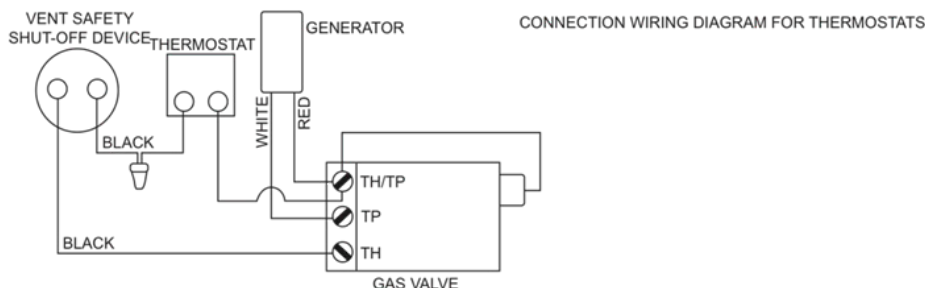 VENT SAFETY
SHUT-OFF DEVICE
THERMOSTAT
GENERATOR
CONNECTION WIRING DIAGRAM FOR THERMOSTATS
WHITE
RED
BLACK
TH/TP
TP
BLACK
TH
GAS VALVE